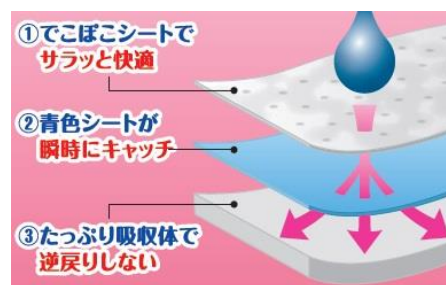 ①でこぼこシートで
サラッと快適
②青色シートが
瞬時にキャッチ
③たっぷり吸収体で
逆戻りしない